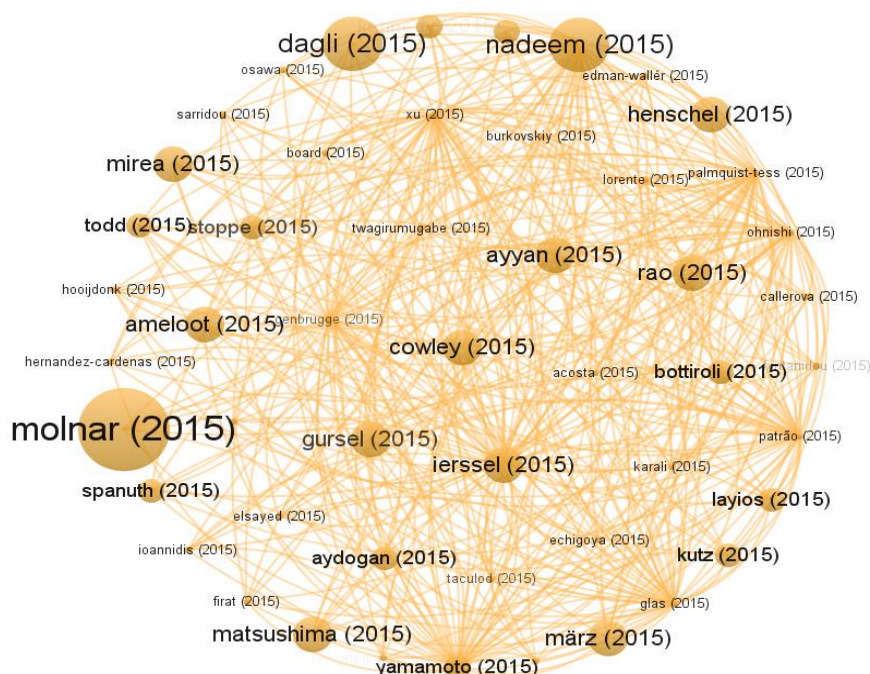 dagli (2015)
nadeem (2015)
osawa (2015)
edman-wallér (2015)
sarridou (2015)
xu (2015)
henschel (2015)
burkovskiy (2015)
mirea (2015)
board (2015)
lorente (2015)
palmquist-tess (2015)
todd (2015)
stoppe (2015)
twagirumugabe (2015)
ohnishi (2015)
ayyan (2015)
rao (2015)
hooijdonk (2015)
callerova (2015)
ameloot (2015)
genbrugge (2015)
cowley (2015)
hernandez-cardenas (2015)
acosta (2015)
bottiroli (2015)
(2015)
molnar (2015)
gursel (2015)
patrão (2015)
ierssel (2015)
karali (2015)
spanuth (2015)
layios (2015)
elsayed (2015)
echigoya (2015)
ioannidis (2015)
aydogan (2015)
kutz (2015)
taculod (2015)
firat (2015)
glas (2015)
matsushima (2015)
märz (2015)
yamamoto (2015)